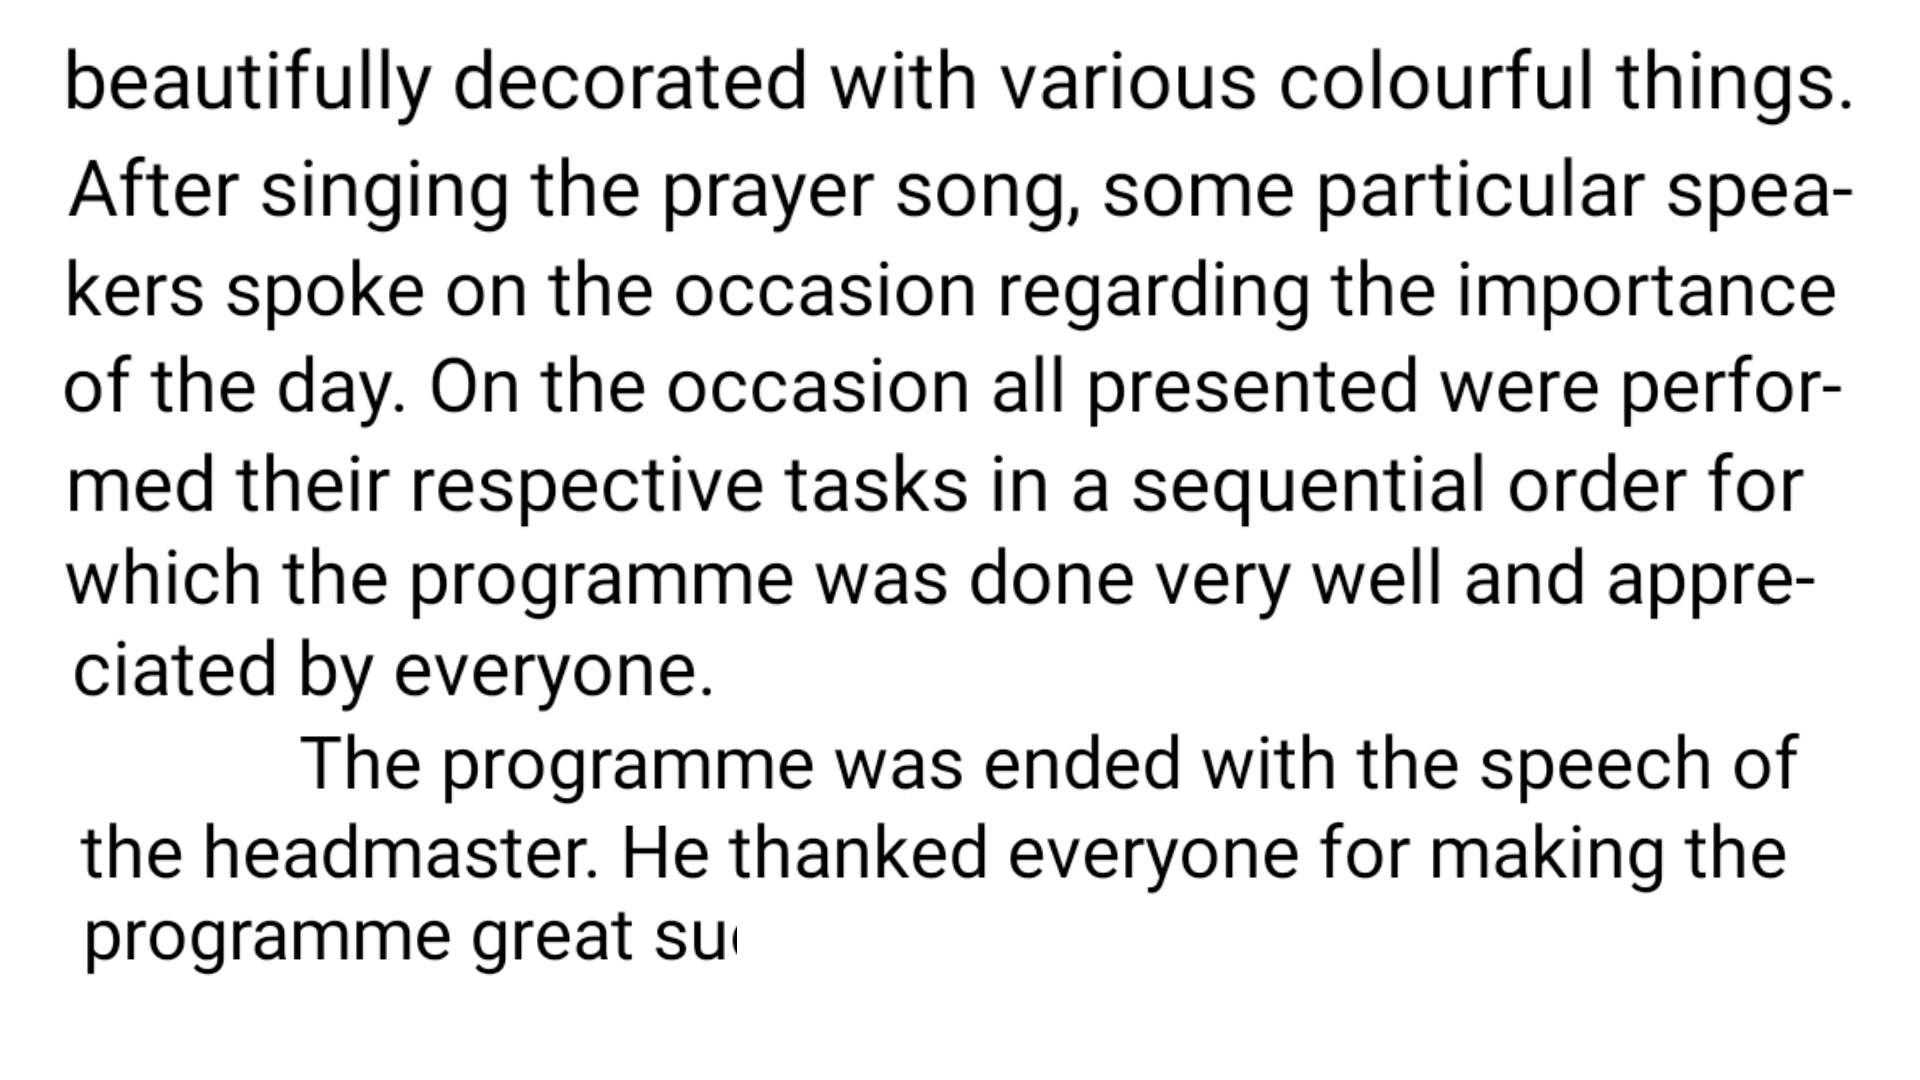 beautifully decorated with various colourful things.
After singing the prayer song, some particular spea-
kers spoke on the occasion regarding the importance
of the day. On the occasion all presented were perfor-
med their respective tasks in a sequential order for
which the programme was done very well and appre-
ciated by everyone.
The programme was ended with the speech of
the headmaster. He thanked everyone for making the
programme great